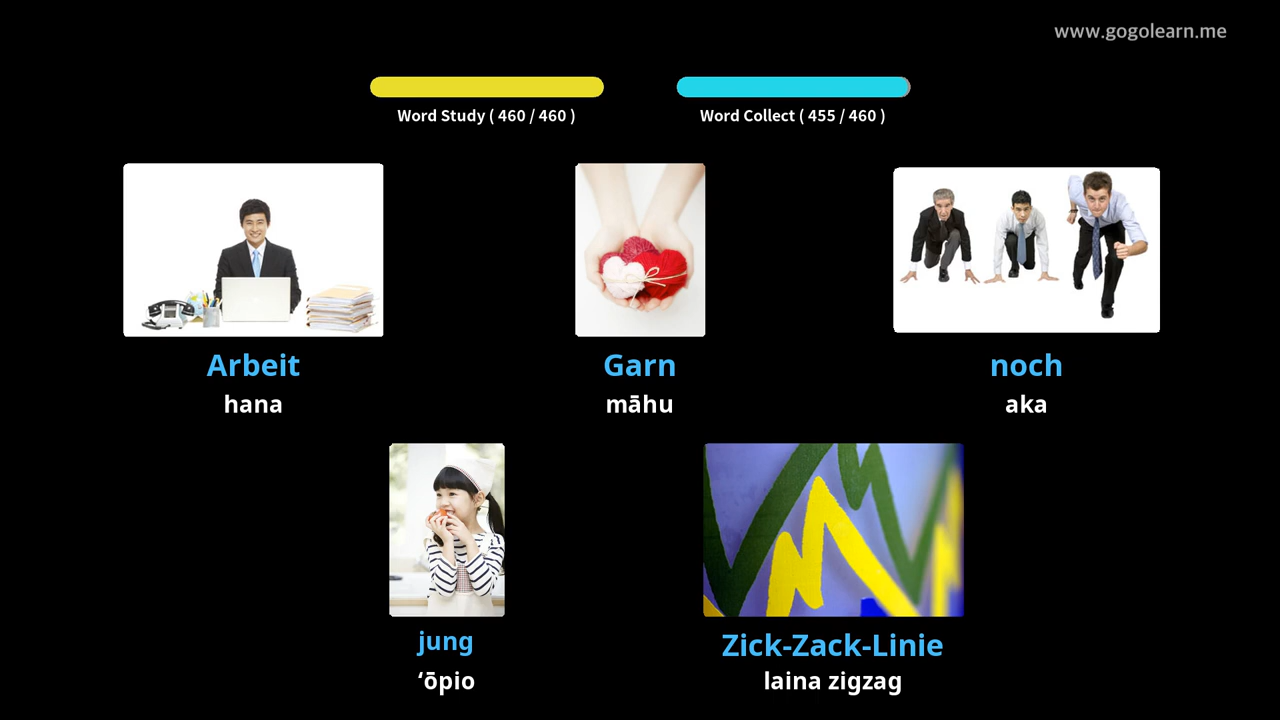 www.gogolearn.me
Word Study ( 460 / 460 )
Word Collect ( 455 / 460 )
Arbeit
hana
Garn
māhu
noch
aka
jung
ʻōpio
Zick-Zack-Linie
laina zigzag